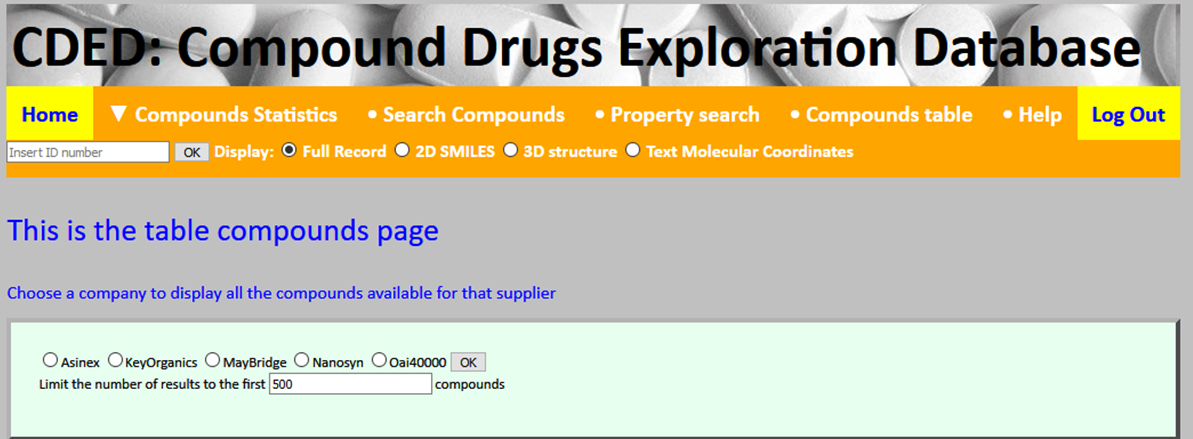 CDED: Compound Drugs Exploration Database
Home ▼ Compounds Statistics • Search Compounds • Property search • Compounds table • Help Log Out
Insert ID number OK Display: Full Record 2D SMILES 3D structure Text Molecular Coordinates
This is the table compounds page
Choose a company to display all the compounds available for that supplier
Asinex KeyOrganics MayBridge Nanosyn Oai40000 OK
Limit the number of results to the first 500 compounds